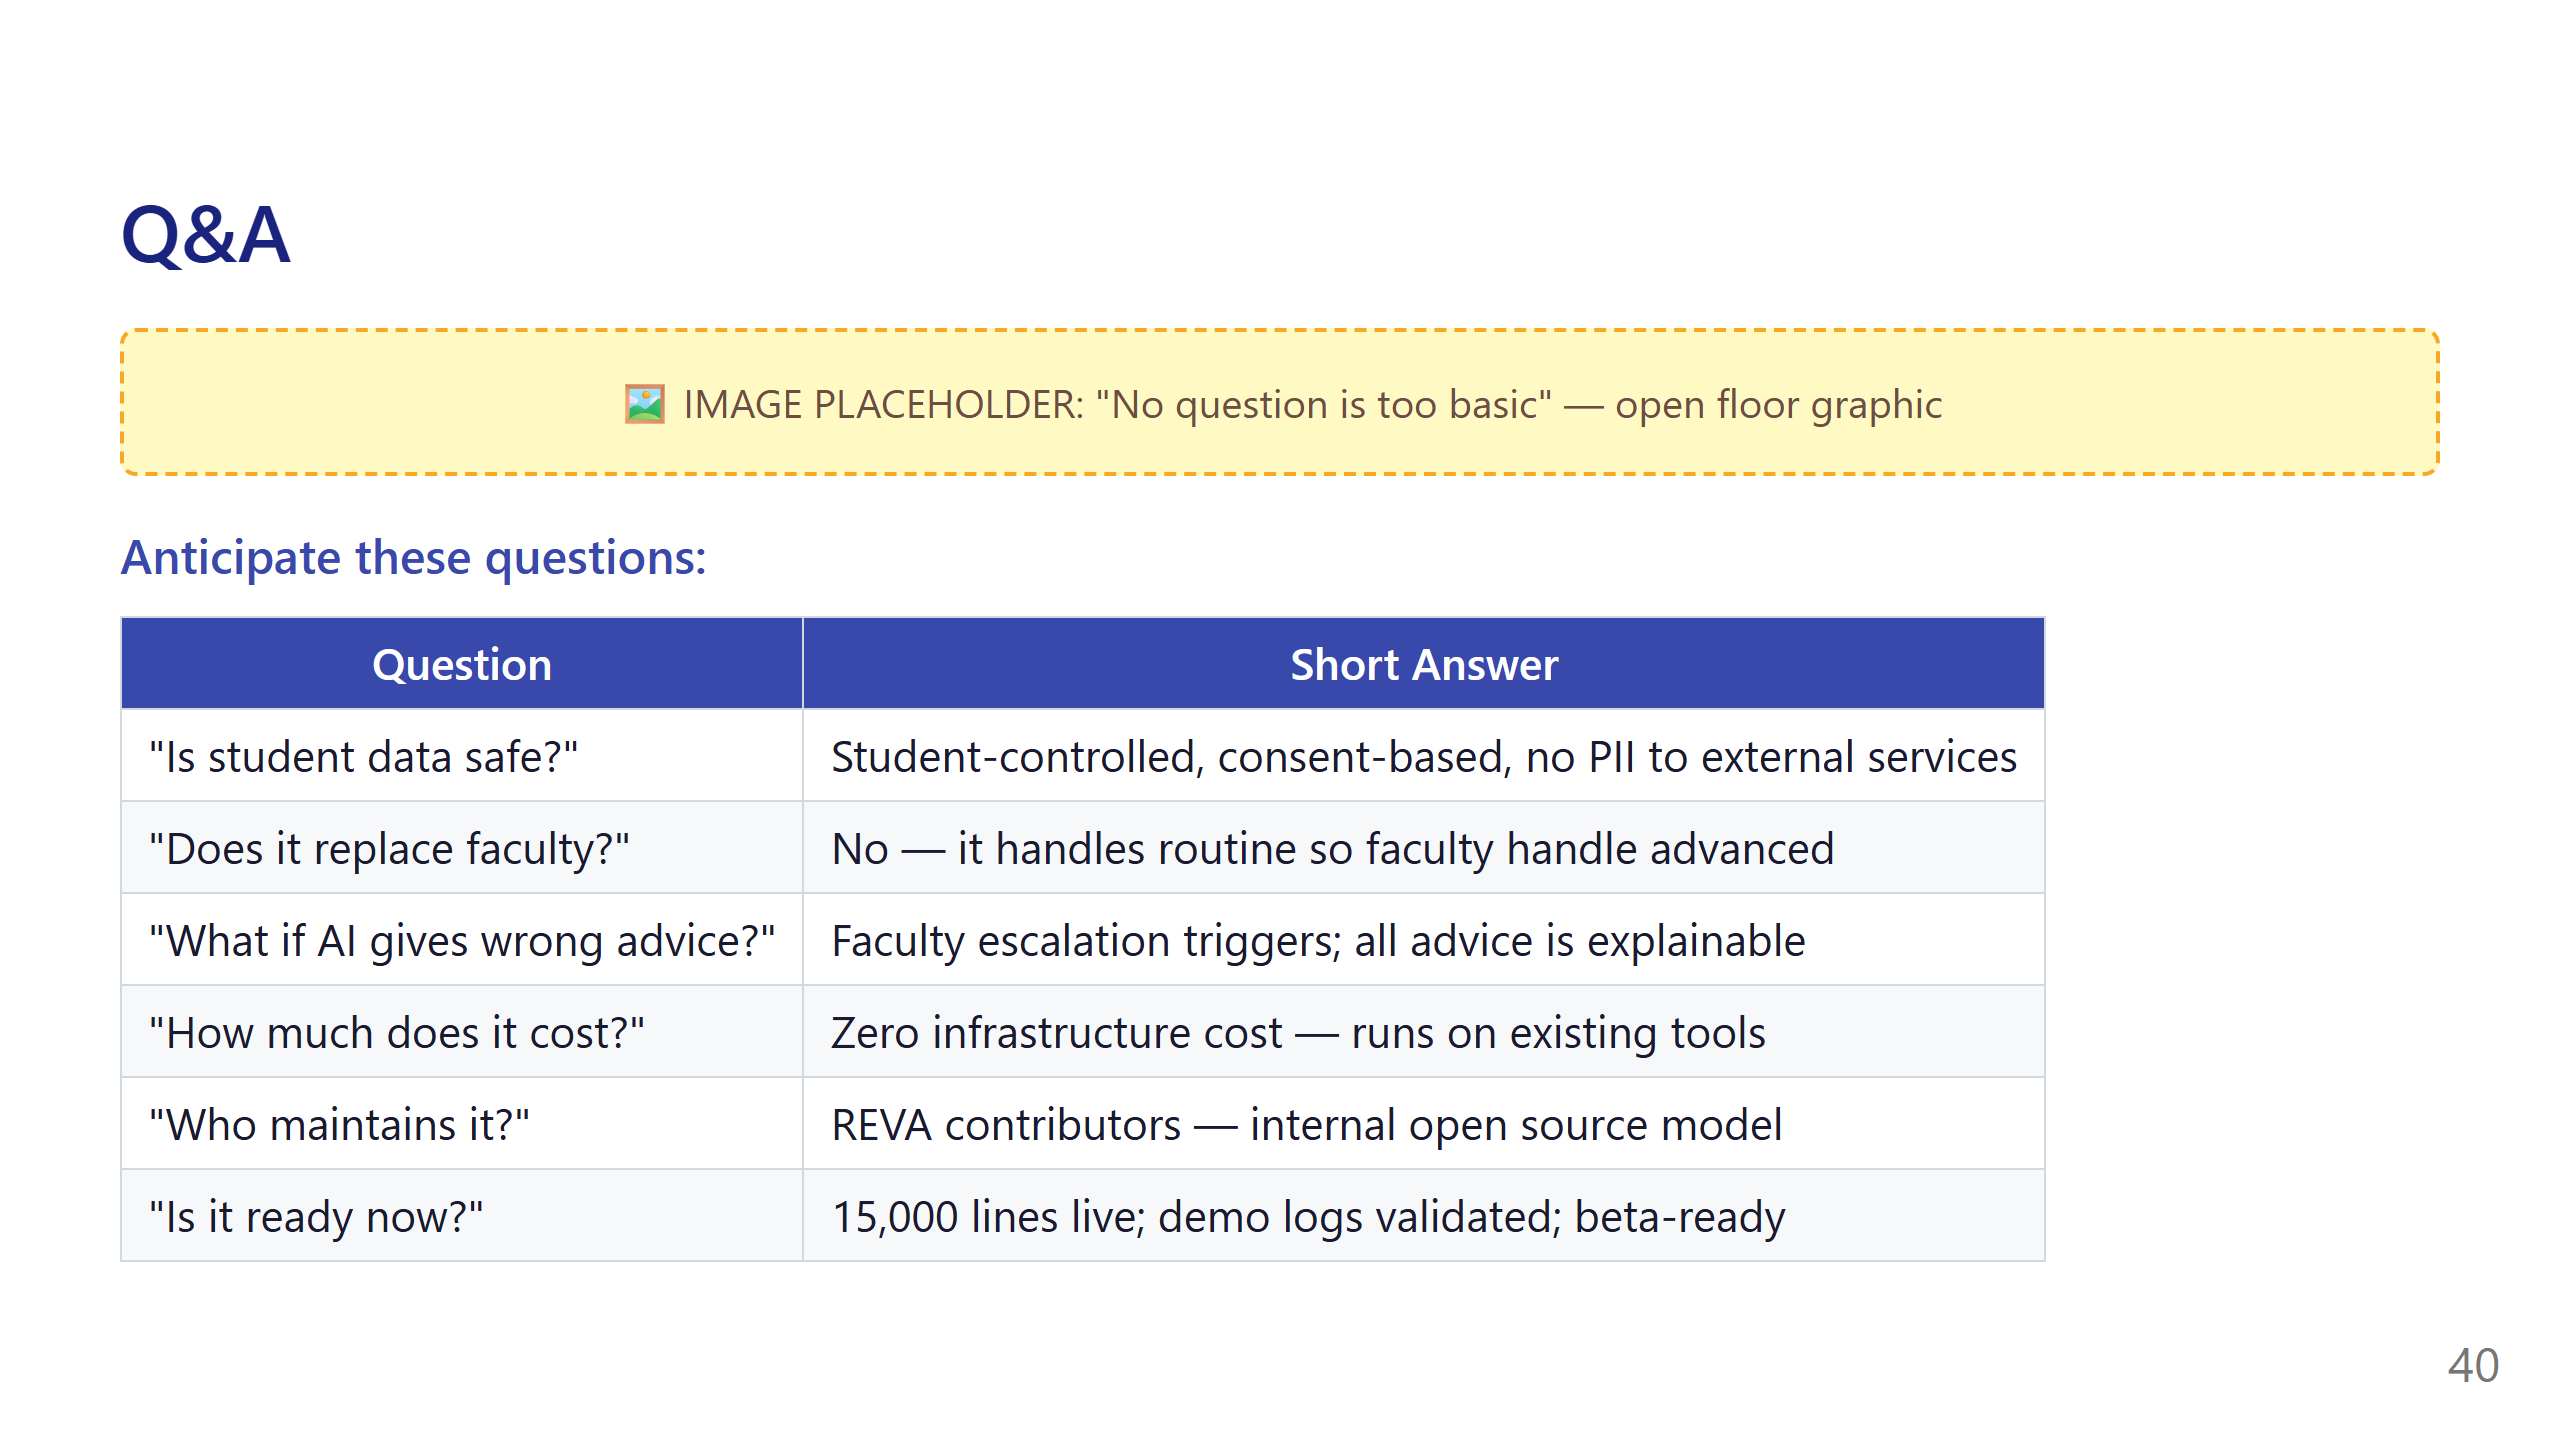 Q&A
IMAGE PLACEHOLDER: "No question is too basic" — open floor graphic
Anticipate these questions:
Question Short Answer
"Is student data safe?" Student-controlled, consent-based, no PII to external services
"Does it replace faculty?" No — it handles routine so faculty handle advanced
"What if AI gives wrong advice?" Faculty escalation triggers; all advice is explainable
"How much does it cost?" Zero infrastructure cost — runs on existing tools
"Who maintains it?" REVA contributors — internal open source model
"Is it ready now?" 15,000 lines live; demo logs validated; beta-ready
40